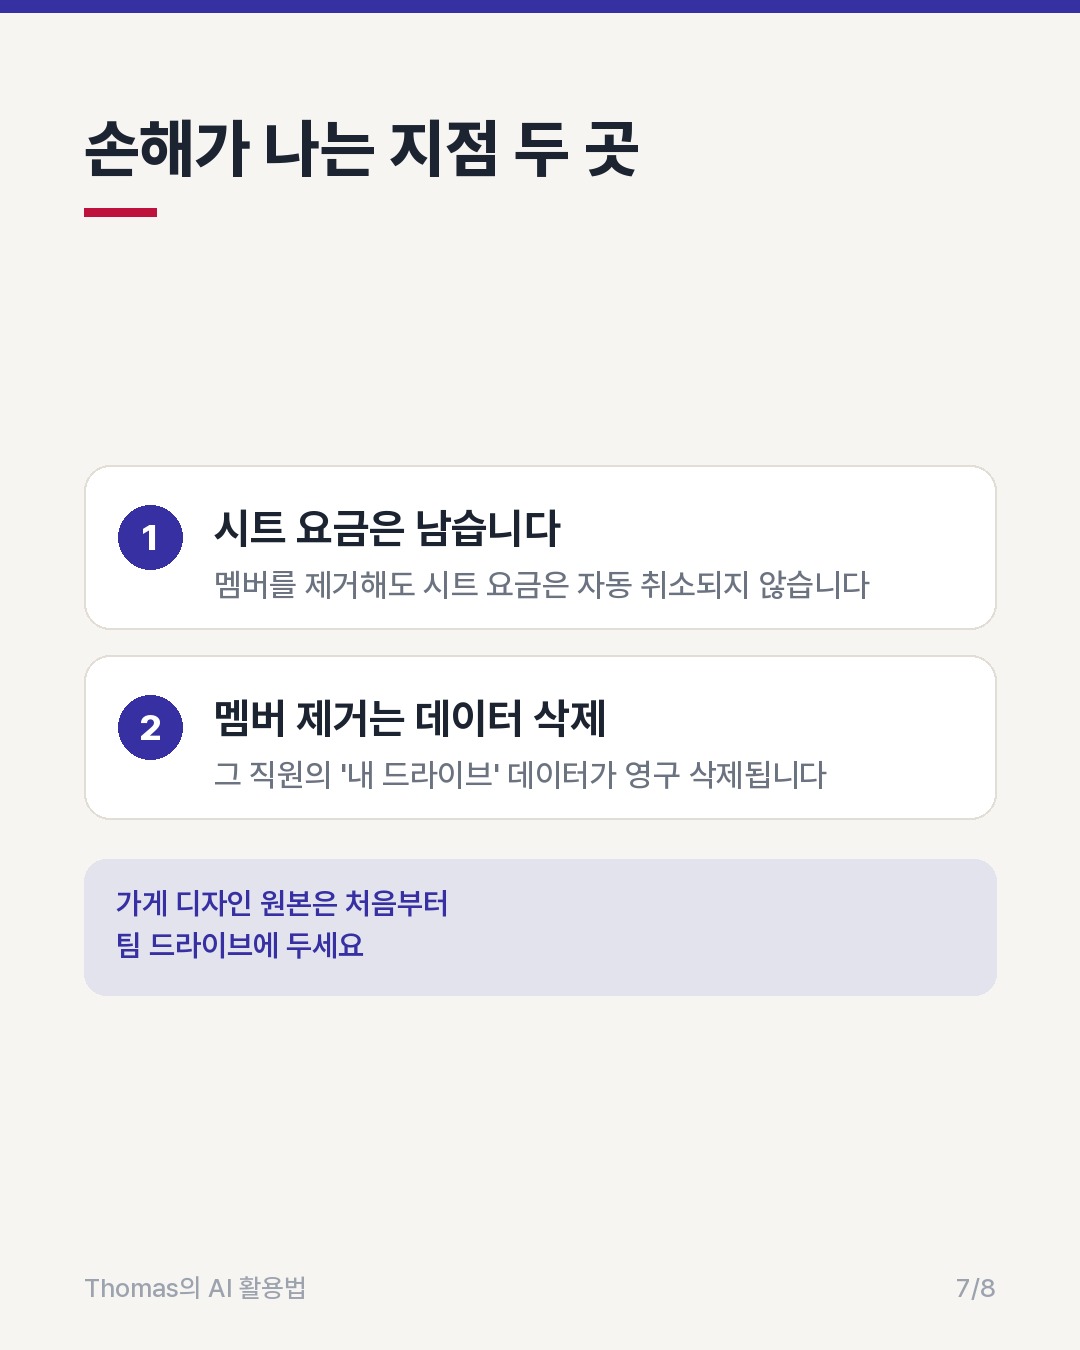 손해가 나는 지점 두 곳
1
시트 요금은 남습니다
멤버를 제거해도 시트 요금은 자동 취소되지 않습니다
2
멤버 제거는 데이터 삭제
그 직원의 '내 드라이브' 데이터가 영구 삭제됩니다
가게 디자인 원본은 처음부터
팀 드라이브에 두세요
Thomas의 AI 활용법
7/8